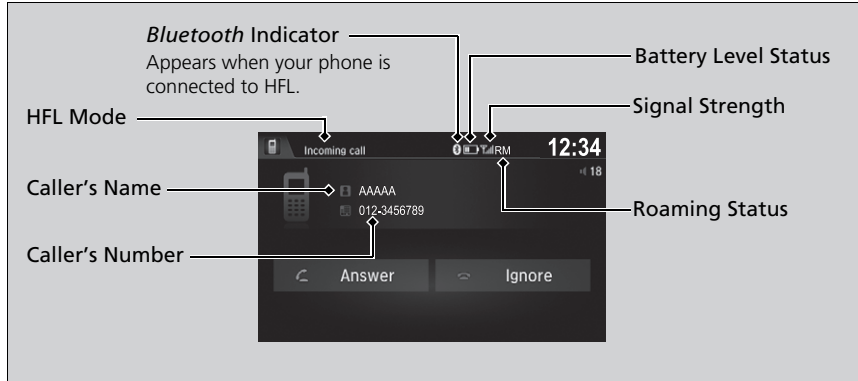 Bluetooth Indicator
Appears when your phone is
connected to HFL.
Battery Level Status
Signal Strength
HFL Mode
Incoming call
RM
12:34
18
Caller's Name
AAAAA
012-3456789
Roaming Status
Caller's Number
Answer
Ignore